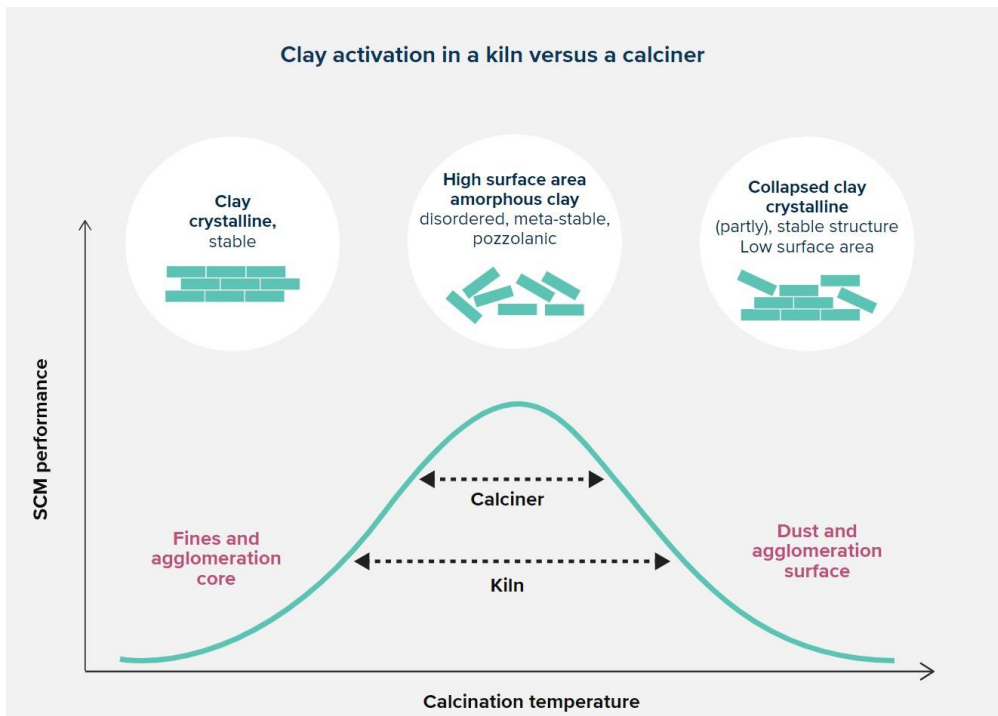 Clay activation in a kiln versus a calciner
Clay
crystalline,
stable
High surface area
amorphous clay
disordered, meta-stable,
pozzolanic
Collapsed clay
crystalline
(partly), stable structure
Low surface area
SCM performance
Calciner
Fines and
agglomeration
core
Kiln
Dust and
agglomeration
surface
Calcination temperature